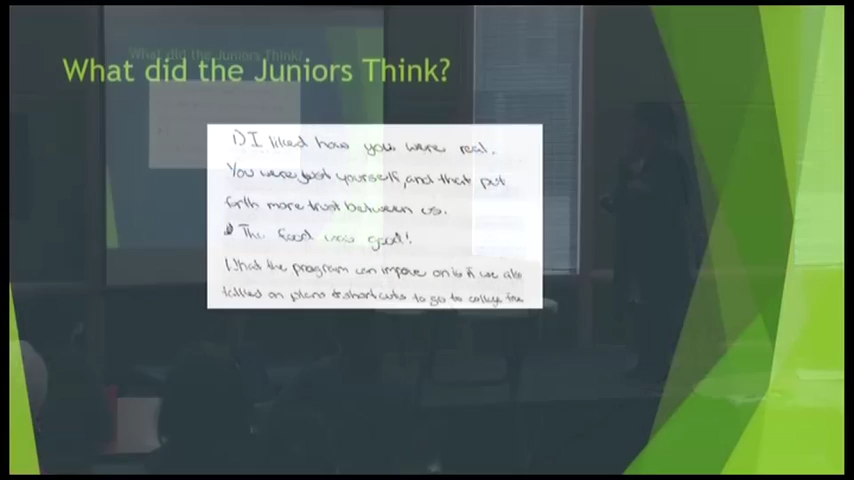 What did the Juniors Think?
1) I liked how you were real.
You were just yourself, and that put
forth more trust between us.
The food was good!
What the program can improve on is if we also
talked on plans & shortcuts to go to college free